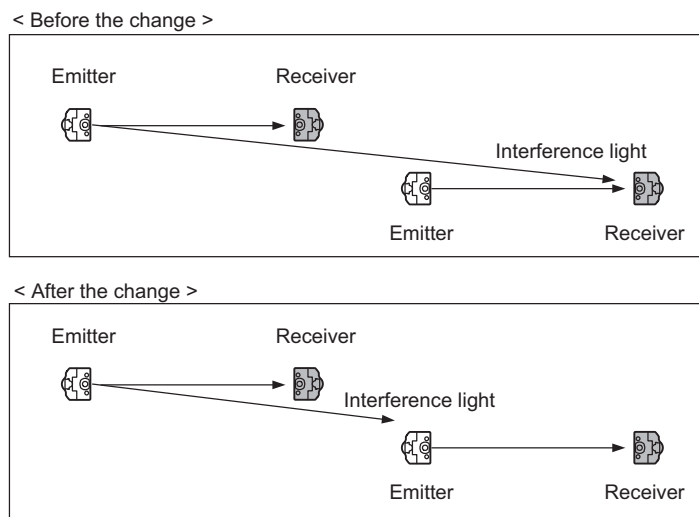 < Before the change >
Emitter Receiver
Interference light
Emitter Receiver
< After the change >
Emitter Receiver
Interference light
Emitter Receiver